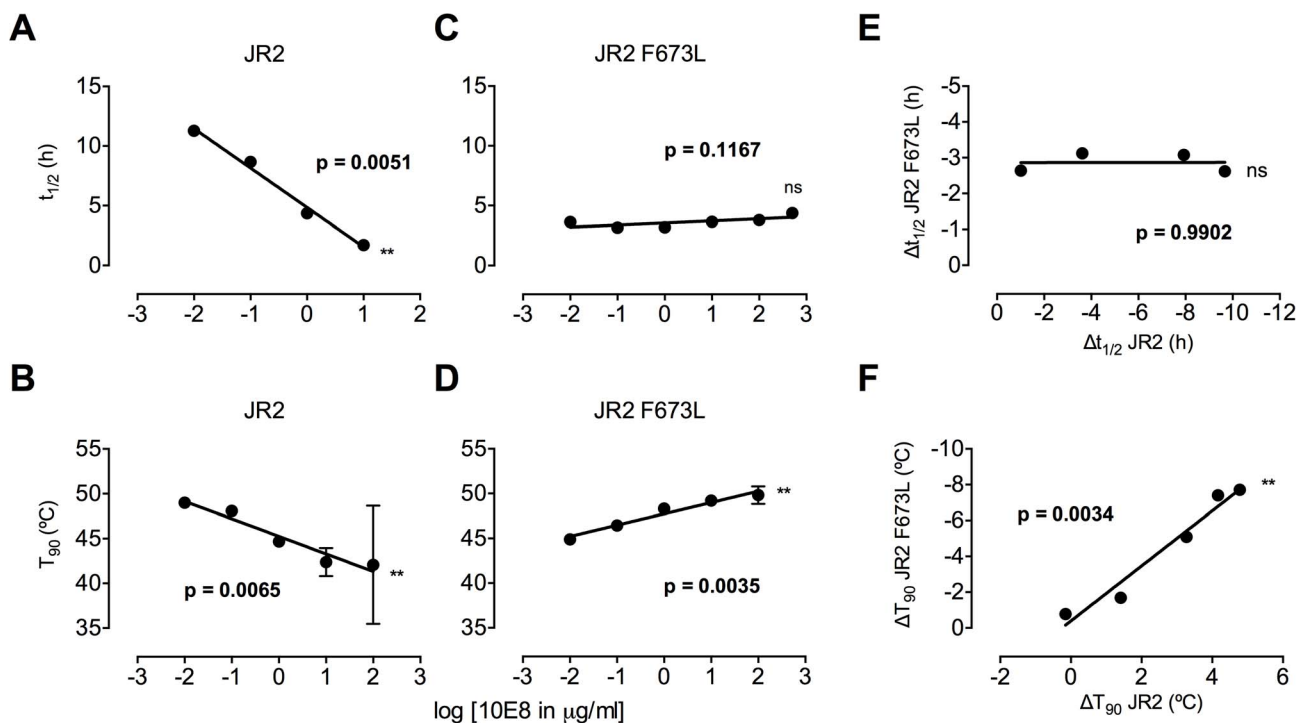 A
JR2
15
10
5
0
t1/2 (h)
p = 0.0051
**
-3 -2 -1 0 1 2
C
JR2 F673L
15
10
5
0
p = 0.1167
ns
-3 -2 -1 0 1 2 3
E
-5
-4
-3
-2
-1
0
Δt1/2 JR2 F673L (h)
ns
p = 0.9902
0 -2 -4 -6 -8 -10 -12
Δt1/2 JR2 (h)
B
JR2
55
50
45
40
35
T90 (ºC)
p = 0.0065
**
-3 -2 -1 0 1 2 3
D
JR2 F673L
55
50
45
40
35
**
p = 0.0035
-3 -2 -1 0 1 2 3
log [10E8 in μg/ml]
F
-10
-8
-6
-4
-2
0
ΔT90 JR2 F673L (ºC)
**
p = 0.0034
-2 0 2 4 6
ΔT90 JR2 (ºC)